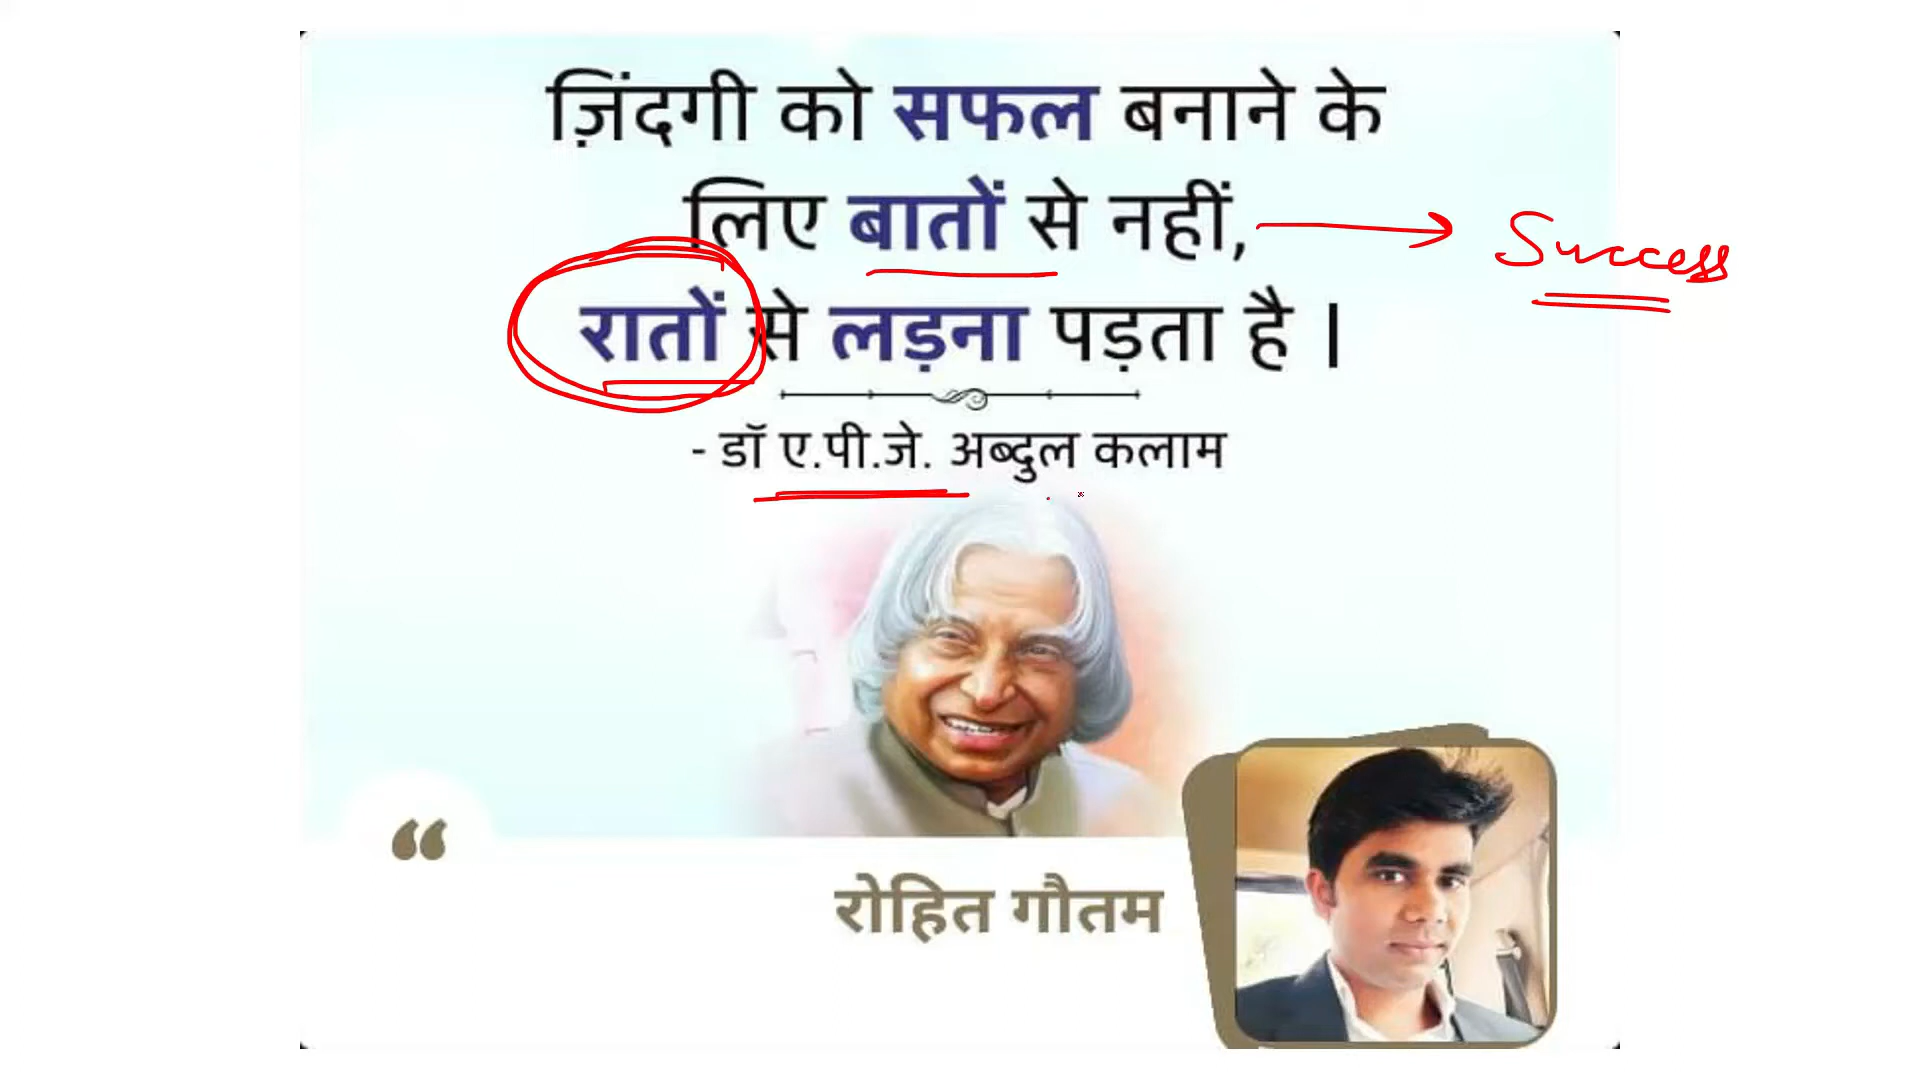 ज़िंदगी को सफल बनाने के
लिए बातों से नहीं,
Success
रातों से लड़ना पड़ता है |
- डॉ ए.पी.जे. अब्दुल कलाम
“
रोहित गौतम